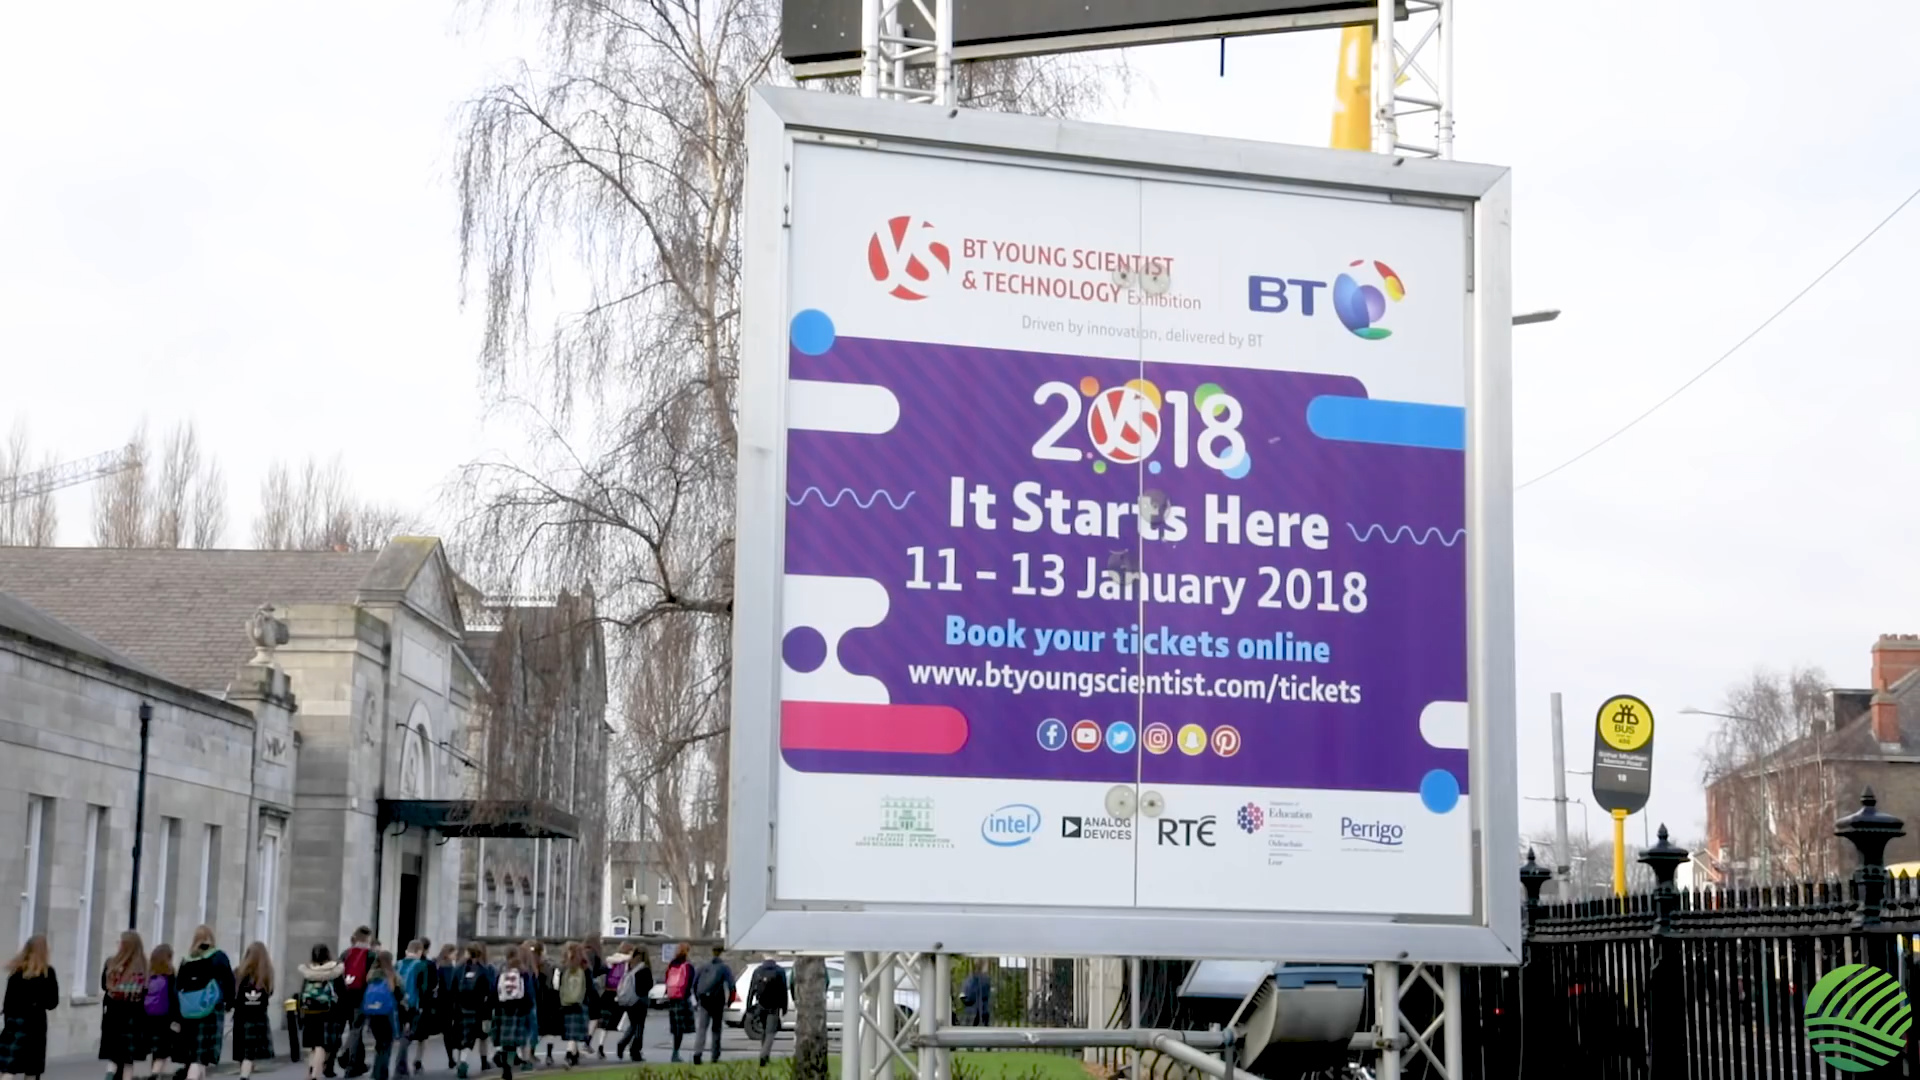 YS
BT YOUNG SCIENTIST
& TECHNOLOGY Exhibition
BT
Driven by innovation, delivered by BT
2018
It Starts Here
11 – 13 January 2018
Book your tickets online
www.btyoungscientist.com/tickets
intel
ANALOG
DEVICES
RTÉ
Education
Perrigo
BUS